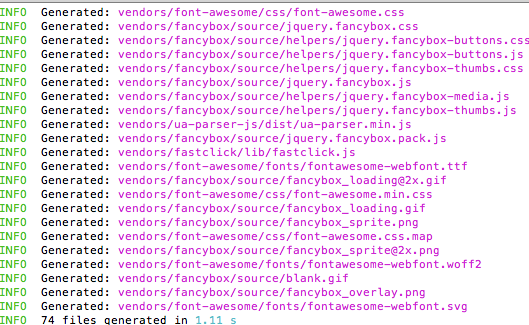 INFO  Generated: vendors/font-awesome/css/font-awesome.css
INFO  Generated: vendors/fancybox/source/jquery.fancybox.css
INFO  Generated: vendors/fancybox/source/helpers/jquery.fancybox-buttons.css
INFO  Generated: vendors/fancybox/source/helpers/jquery.fancybox-buttons.js
INFO  Generated: vendors/fancybox/source/helpers/jquery.fancybox-thumbs.css
INFO  Generated: vendors/fancybox/source/jquery.fancybox.js
INFO  Generated: vendors/fancybox/source/helpers/jquery.fancybox-media.js
INFO  Generated: vendors/fancybox/source/helpers/jquery.fancybox-thumbs.js
INFO  Generated: vendors/ua-parser-js/dist/ua-parser.min.js
INFO  Generated: vendors/fancybox/source/jquery.fancybox.pack.js
INFO  Generated: vendors/fastclick/lib/fastclick.js
INFO  Generated: vendors/font-awesome/fonts/fontawesome-webfont.ttf
INFO  Generated: vendors/fancybox/source/fancybox_loading@2x.gif
INFO  Generated: vendors/font-awesome/css/font-awesome.min.css
INFO  Generated: vendors/fancybox/source/fancybox_loading.gif
INFO  Generated: vendors/fancybox/source/fancybox_sprite.png
INFO  Generated: vendors/font-awesome/css/font-awesome.css.map
INFO  Generated: vendors/fancybox/source/fancybox_sprite@2x.png
INFO  Generated: vendors/font-awesome/fonts/fontawesome-webfont.woff2
INFO  Generated: vendors/fancybox/source/blank.gif
INFO  Generated: vendors/fancybox/source/fancybox_overlay.png
INFO  Generated: vendors/font-awesome/fonts/fontawesome-webfont.svg
INFO  74 files generated in 1.11 s